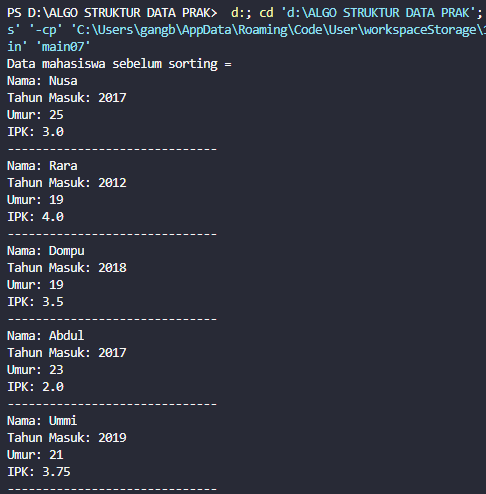 PS D:\ALGO STRUKTUR DATA PRAK>  d:; cd 'd:\ALGO STRUKTUR DATA PRAK';
s' '-cp' 'C:\Users\gangb\AppData\Roaming\Code\User\workspaceStorage\
in' 'main07'
Data mahasiswa sebelum sorting =
Nama: Nusa
Tahun Masuk: 2017
Umur: 25
IPK: 3.0
------------------------------
Nama: Rara
Tahun Masuk: 2012
Umur: 19
IPK: 4.0
------------------------------
Nama: Dompu
Tahun Masuk: 2018
Umur: 19
IPK: 3.5
------------------------------
Nama: Abdul
Tahun Masuk: 2017
Umur: 23
IPK: 2.0
------------------------------
Nama: Ummi
Tahun Masuk: 2019
Umur: 21
IPK: 3.75
------------------------------